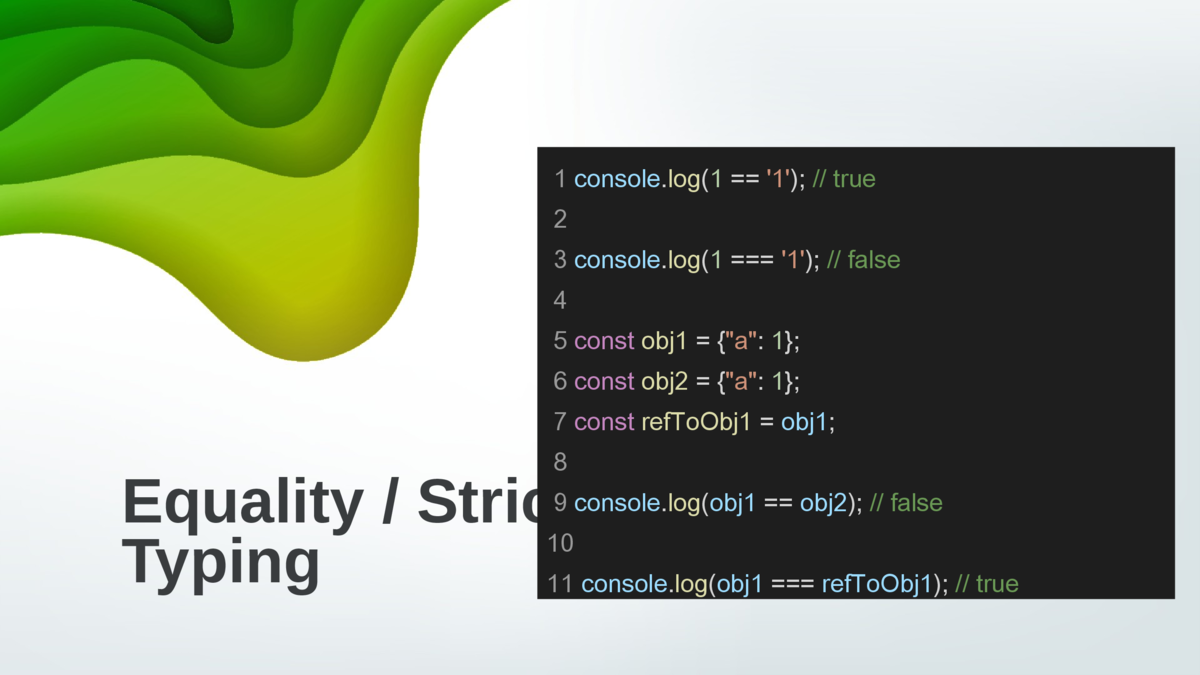 Equality / Stric
Typing
1 console.log(1 == '1'); // true
2
3 console.log(1 === '1'); // false
4
5 const obj1 = {"a": 1};
6 const obj2 = {"a": 1};
7 const refToObj1 = obj1;
8
9 console.log(obj1 == obj2); // false
10
11 console.log(obj1 === refToObj1); // true